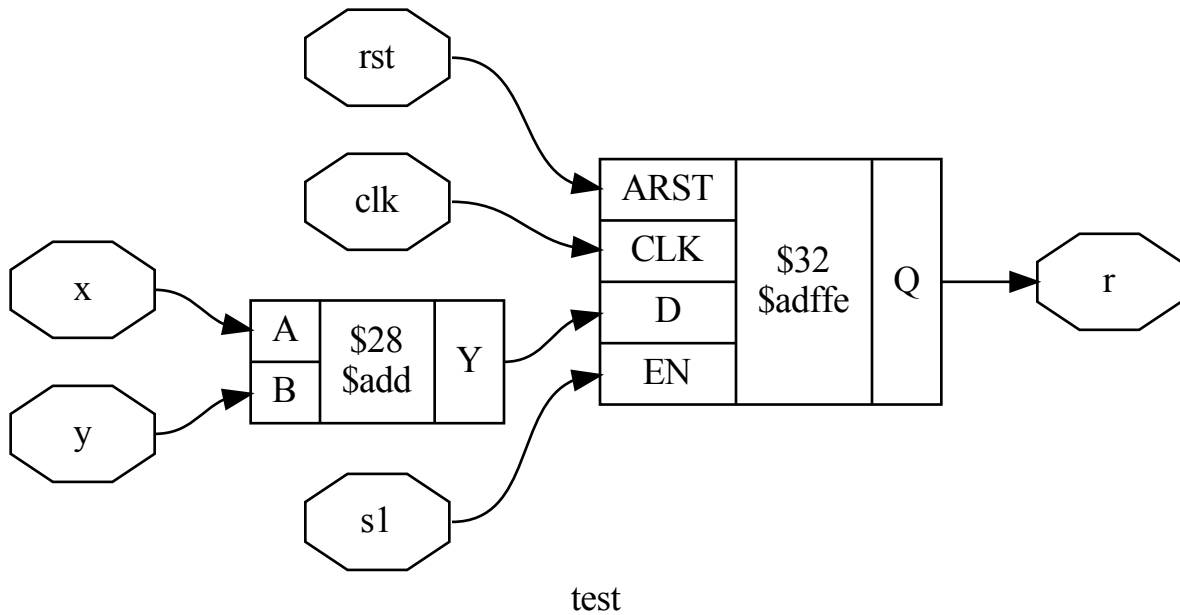 rst
clk
x
y
A
B
$28
$add
Y
s1
ARST
CLK
D
EN
$32
$adffe
Q
r
test